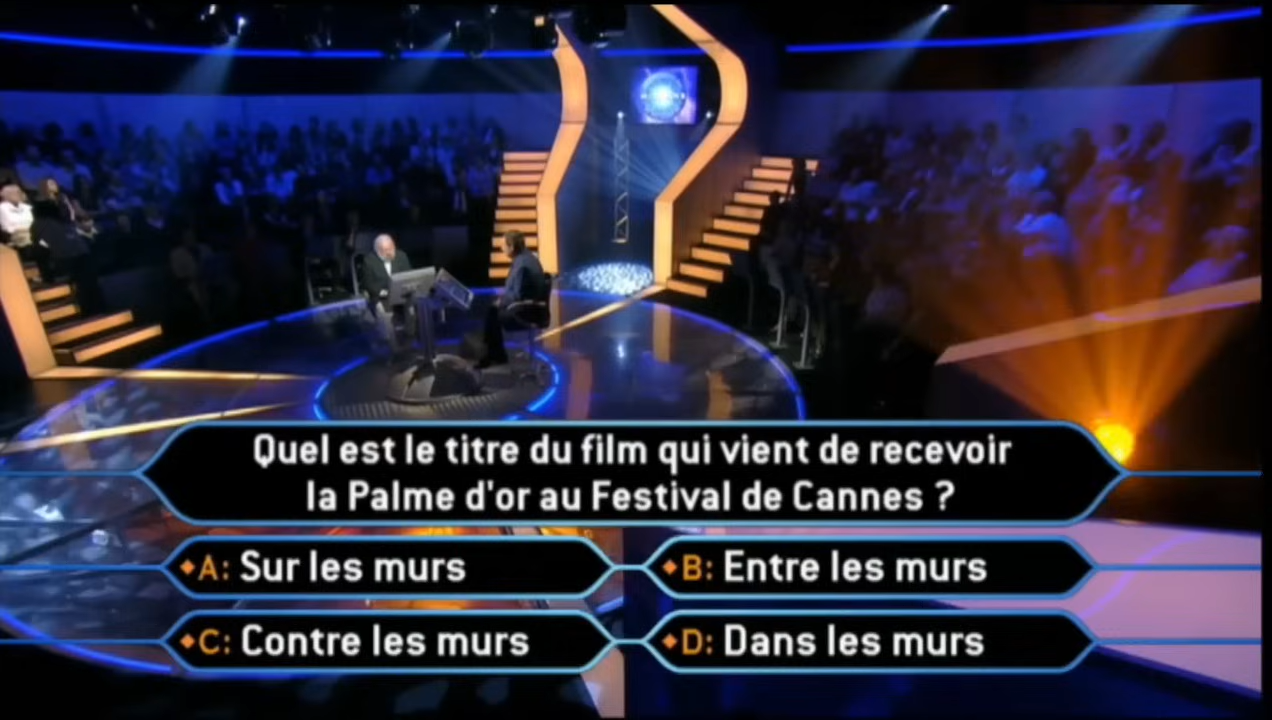 Quel est le titre du film qui vient de recevoir
la Palme d'or au Festival de Cannes ?
A: Sur les murs
B: Entre les murs
C: Contre les murs
D: Dans les murs